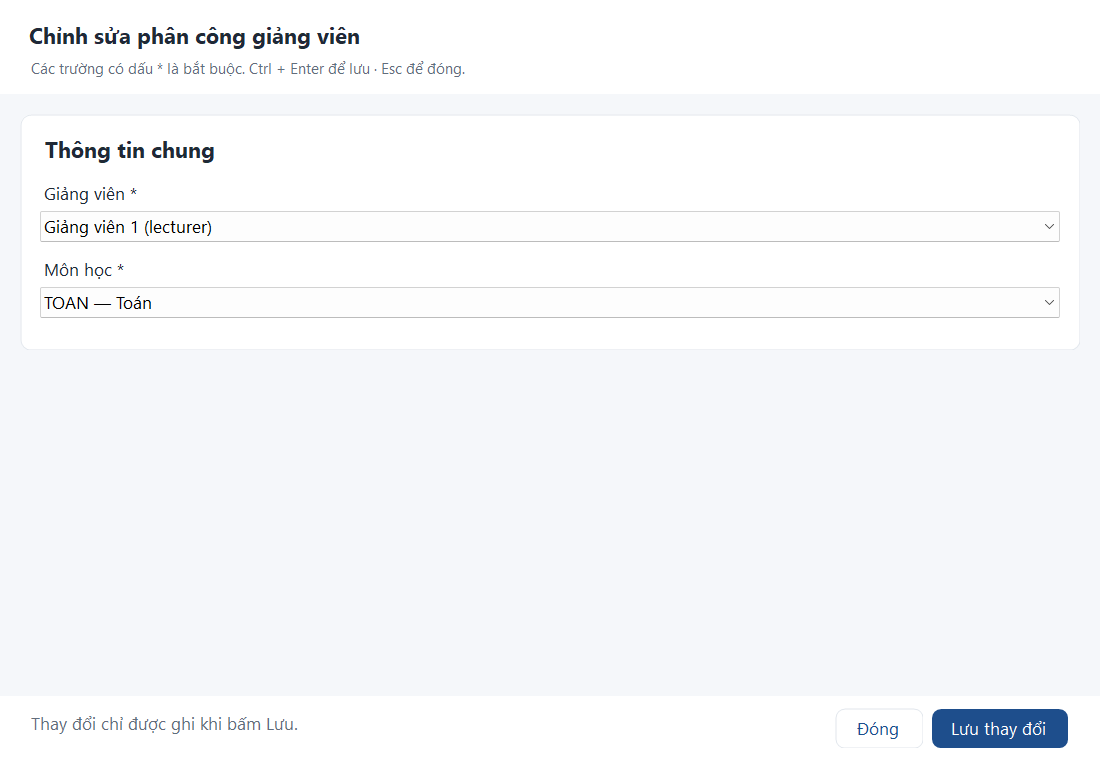 Chỉnh sửa phân công giảng viên
Các trường có dấu * là bắt buộc. Ctrl + Enter để lưu · Esc để đóng.
Thông tin chung
Giảng viên *
Giảng viên 1 (lecturer)
Môn học *
TOAN — Toán
Thay đổi chỉ được ghi khi bấm Lưu.
Đóng
Lưu thay đổi